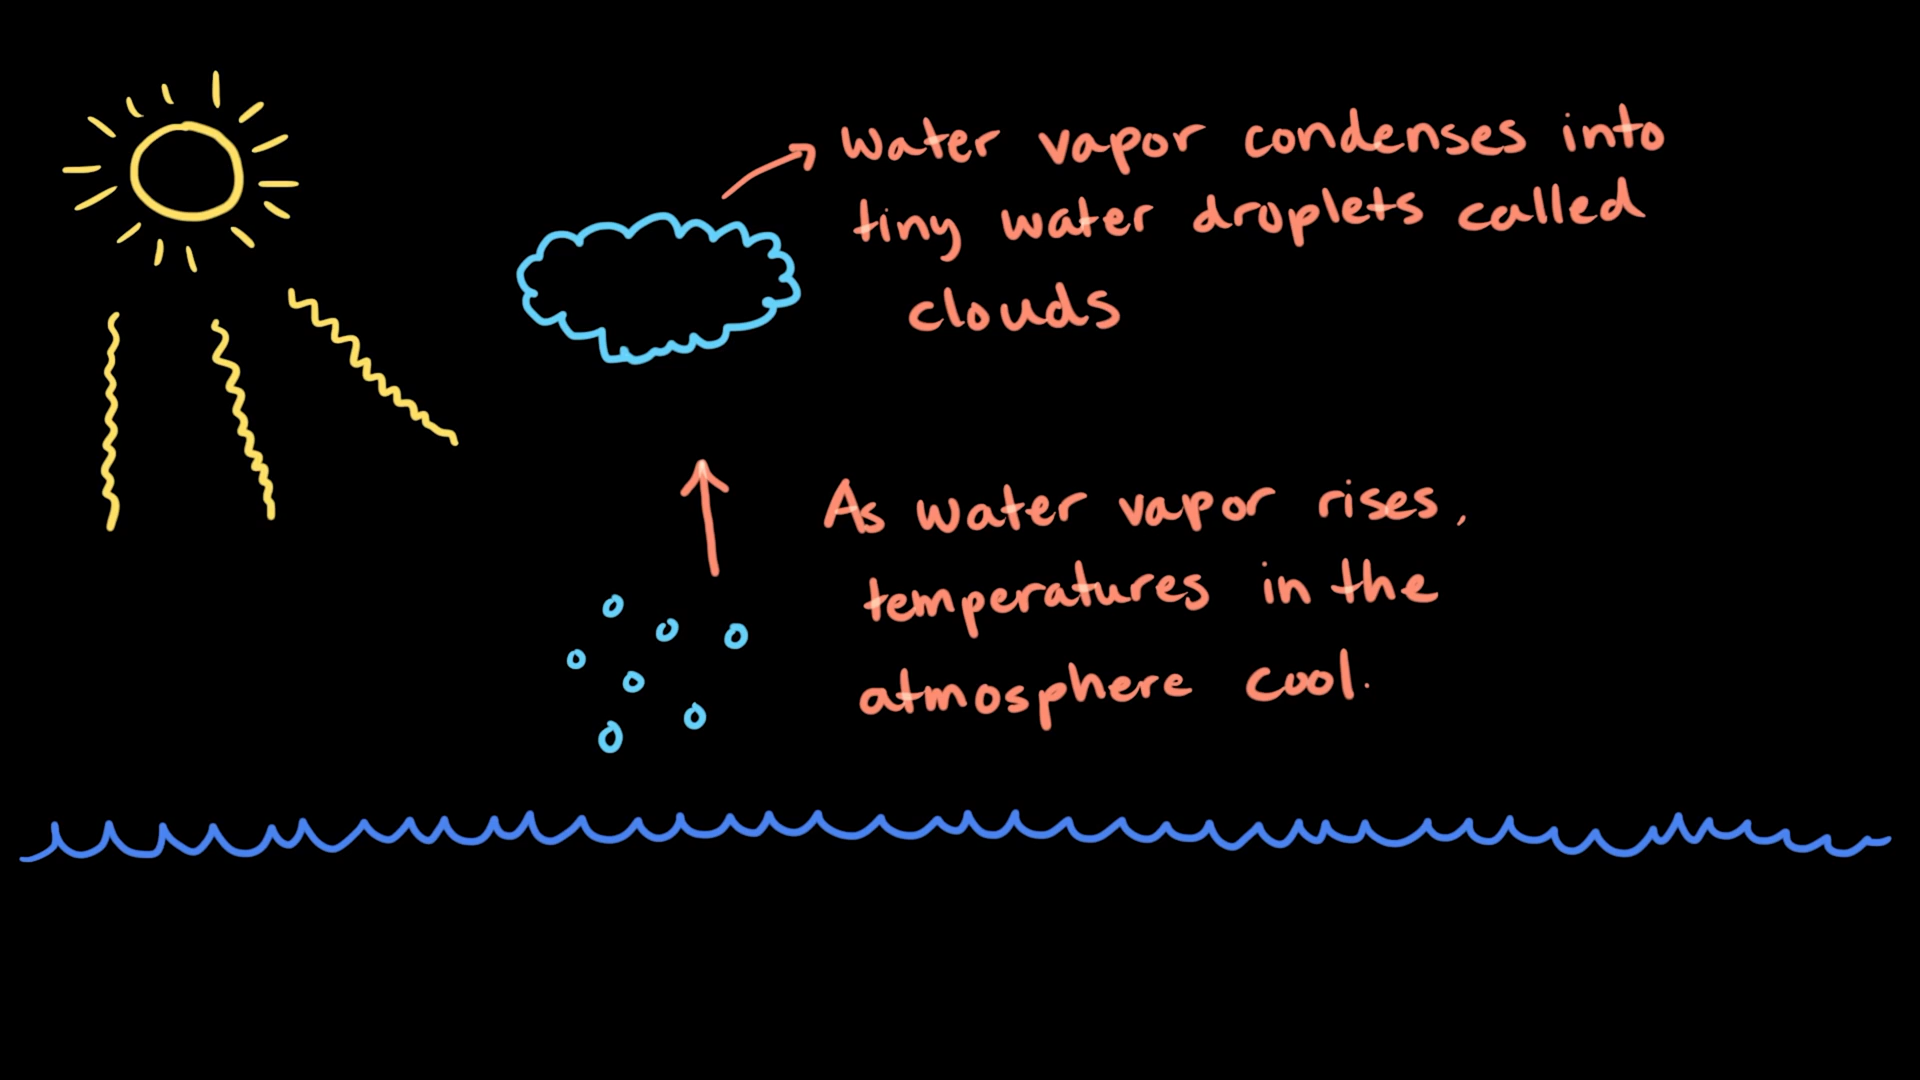 Water vapor condenses into
tiny water droplets called
clouds
As water vapor rises,
temperatures in the
atmosphere cool.